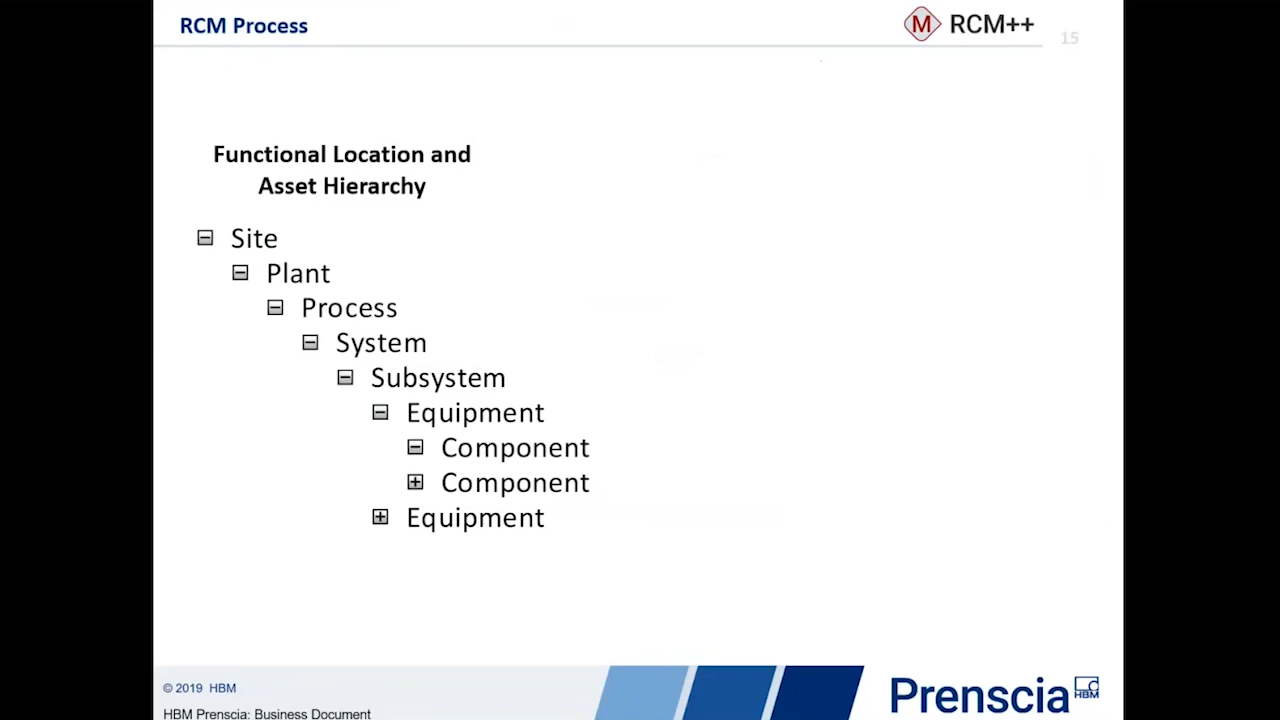 RCM Process
M RCM++
15
Functional Location and
Asset Hierarchy
Site
Plant
Process
System
Subsystem
Equipment
Component
Component
Equipment
© 2019 HBM
HBM Prenscia: Business Document
Prenscia HBM